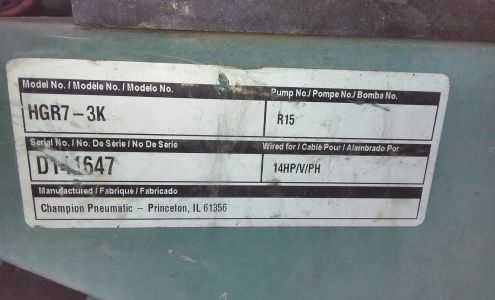 Model No. / Modèle No. / Modelo No. Pump No./ Pompe No./ Bomba No.
HGR7-3K R15
Serial No. / No. De Série / No De Serie Wired for / Cablé Pour / Alambrado Por
D141647 14HP/V/PH
Manufactured / Fabriqué / Fabricado
Champion Pneumatic – Princeton, IL 61356